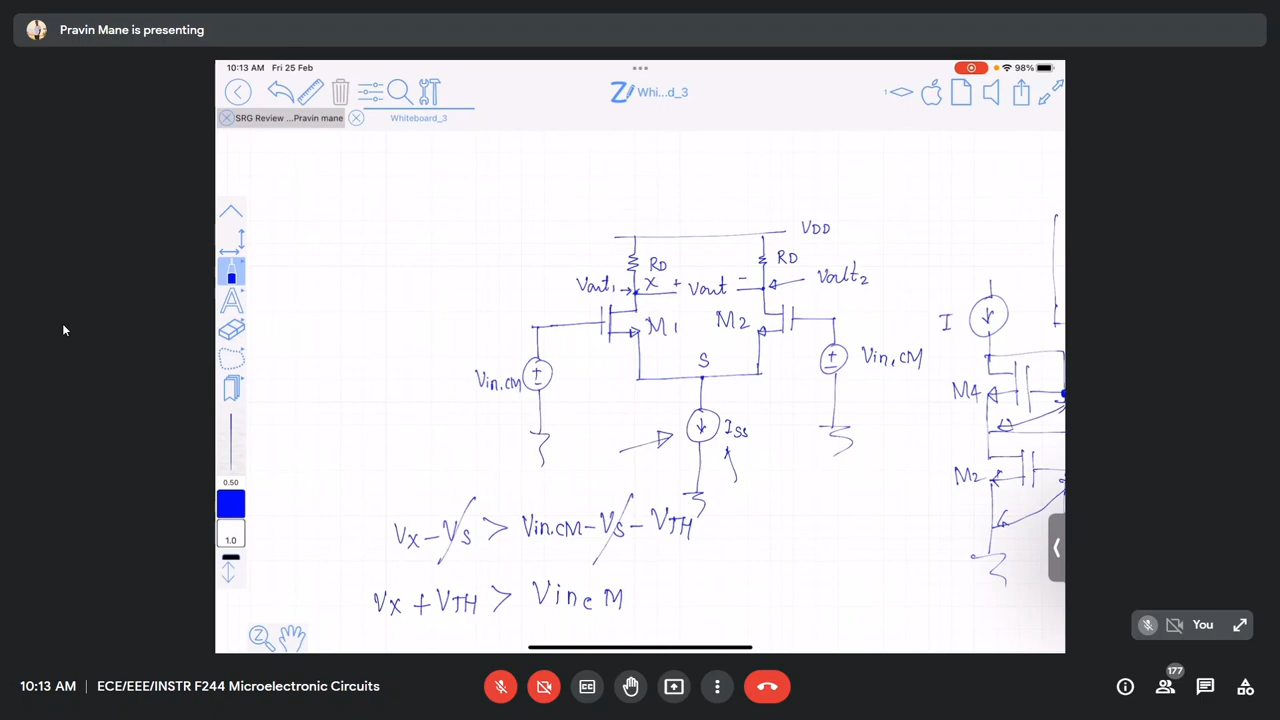 Pravin Mane is presenting
10:13 AM Fri 25 Feb
98%
Whi...d_3
1
SRG Review ...Pravin mane
Whiteboard_3
VDD
RD
RD
Vout1
X + Vout -
Vout2
M1
M2
I
S
Vin,CM
Vin,CM
M4
ISS
M2
0.50
1.0
Vx - Vs > Vin.CM - Vs - VTH
Vx + VTH > VincM
You
177
10:13 AM | ECE/EEE/INSTR F244 Microelectronic Circuits